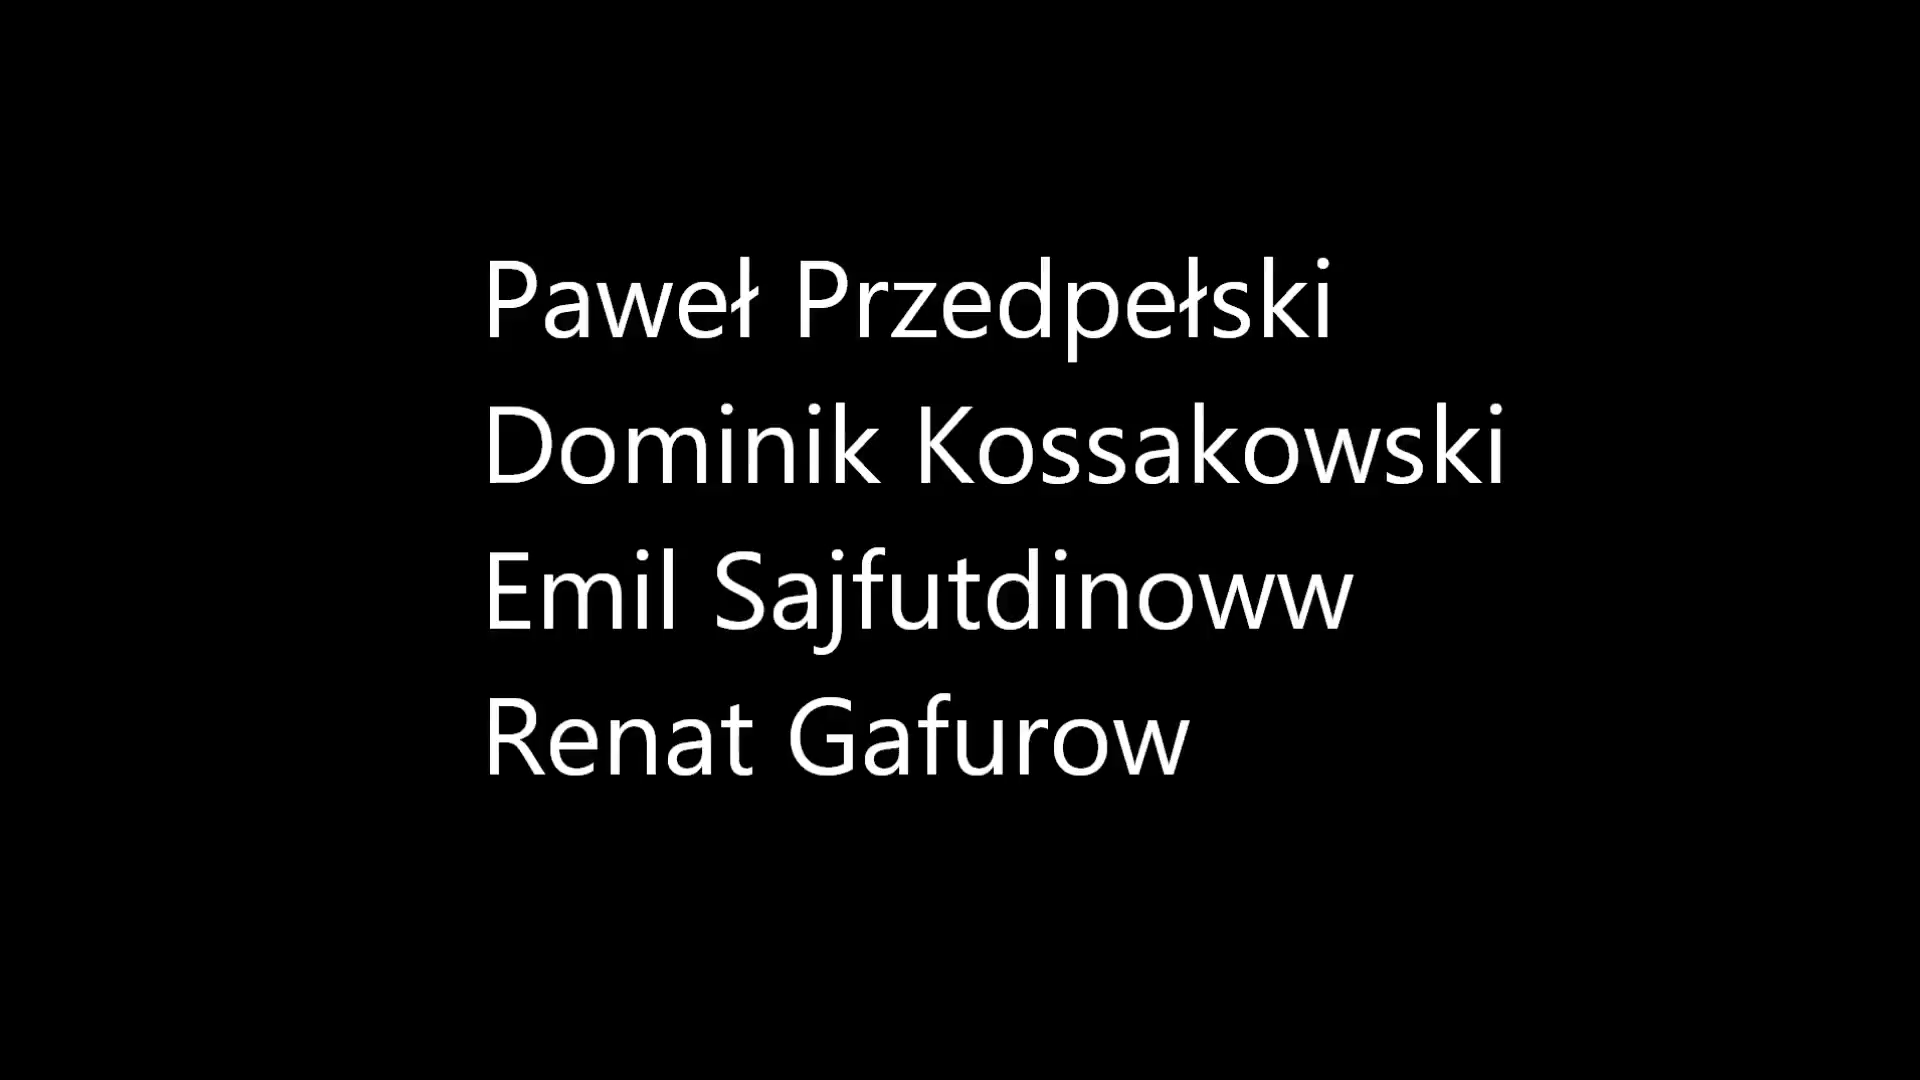 Paweł Przedpełski
Dominik Kossakowski
Emil Sajfutdinoww
Renat Gafurow